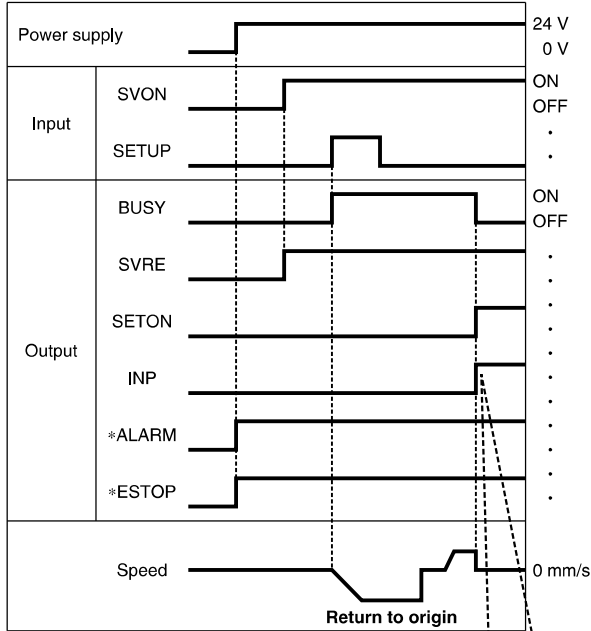 Power supply
24 V
0 V
Input
SVON
ON
OFF
SETUP
Output
BUSY
ON
OFF
SVRE
SETON
INP
*ALARM
*ESTOP
Speed
0 mm/s
Return to origin